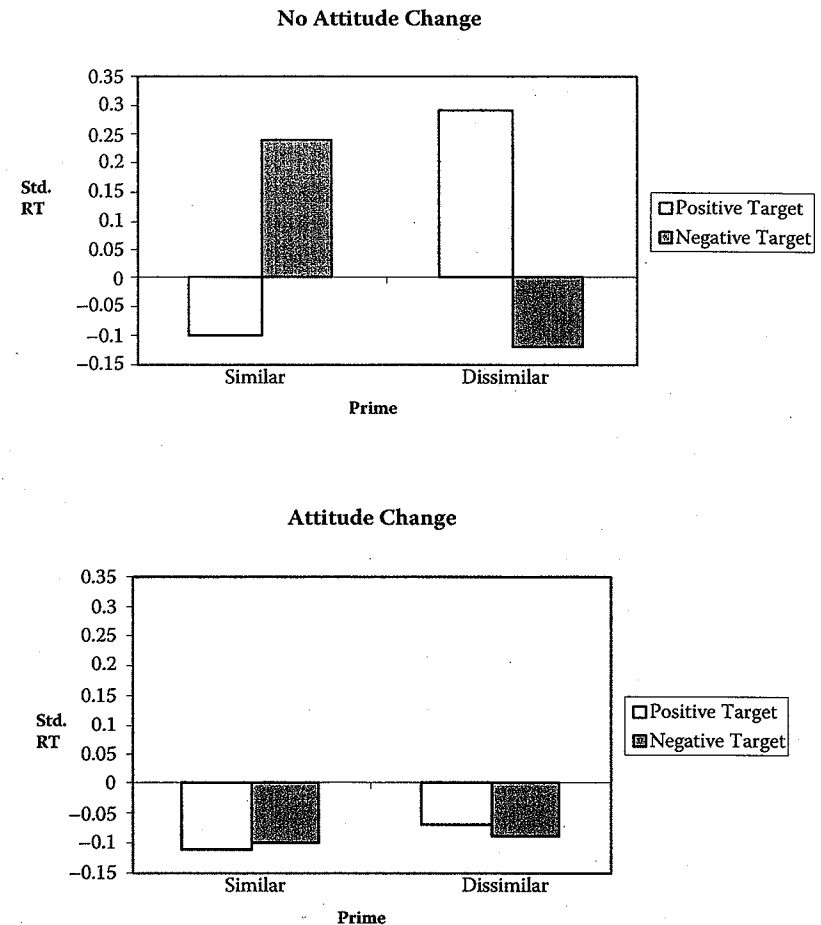 No Attitude Change
0.35
0.3
0.25
0.2
0.15
0.1
0.05
0
−0.05
−0.1
−0.15
Std.
RT
Positive Target
Negative Target
Similar Dissimilar
Prime
Attitude Change
0.35
0.3
0.25
0.2
0.15
0.1
0.05
0
−0.05
−0.1
−0.15
Std.
RT
Positive Target
Negative Target
Similar Dissimilar
Prime